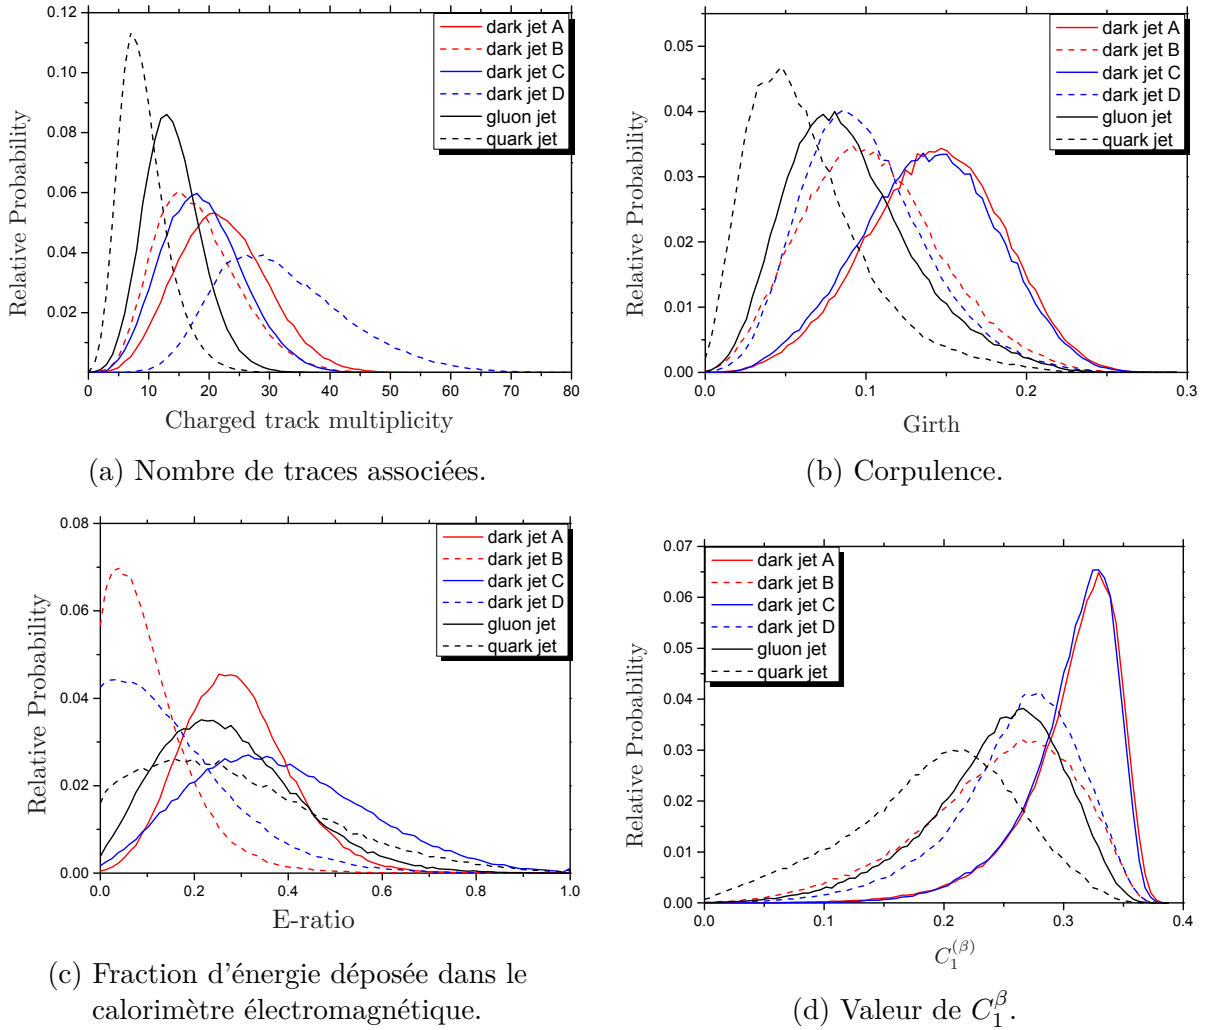 0.12
0.10
0.08
0.06
0.04
0.02
0.00
0 10 20 30 40 50 60 70 80
Relative Probability
Charged track multiplicity
dark jet A
dark jet B
dark jet C
dark jet D
gluon jet
quark jet
(a) Nombre de traces associées.
0.05
0.04
0.03
0.02
0.01
0.00
0.0 0.1 0.2 0.3
Relative Probability
Girth
dark jet A
dark jet B
dark jet C
dark jet D
gluon jet
quark jet
(b) Corpulence.
0.08
0.06
0.04
0.02
0.00
0.0 0.2 0.4 0.6 0.8 1.0
Relative Probability
E-ratio
dark jet A
dark jet B
dark jet C
dark jet D
gluon jet
quark jet
(c) Fraction d'énergie déposée dans le
calorimètre électromagnétique.
0.07
0.06
0.05
0.04
0.03
0.02
0.01
0.00
0.0 0.1 0.2 0.3 0.4
Relative Probability
C₁^(β)
dark jet A
dark jet B
dark jet C
dark jet D
gluon jet
quark jet
(d) Valeur de C₁^β.